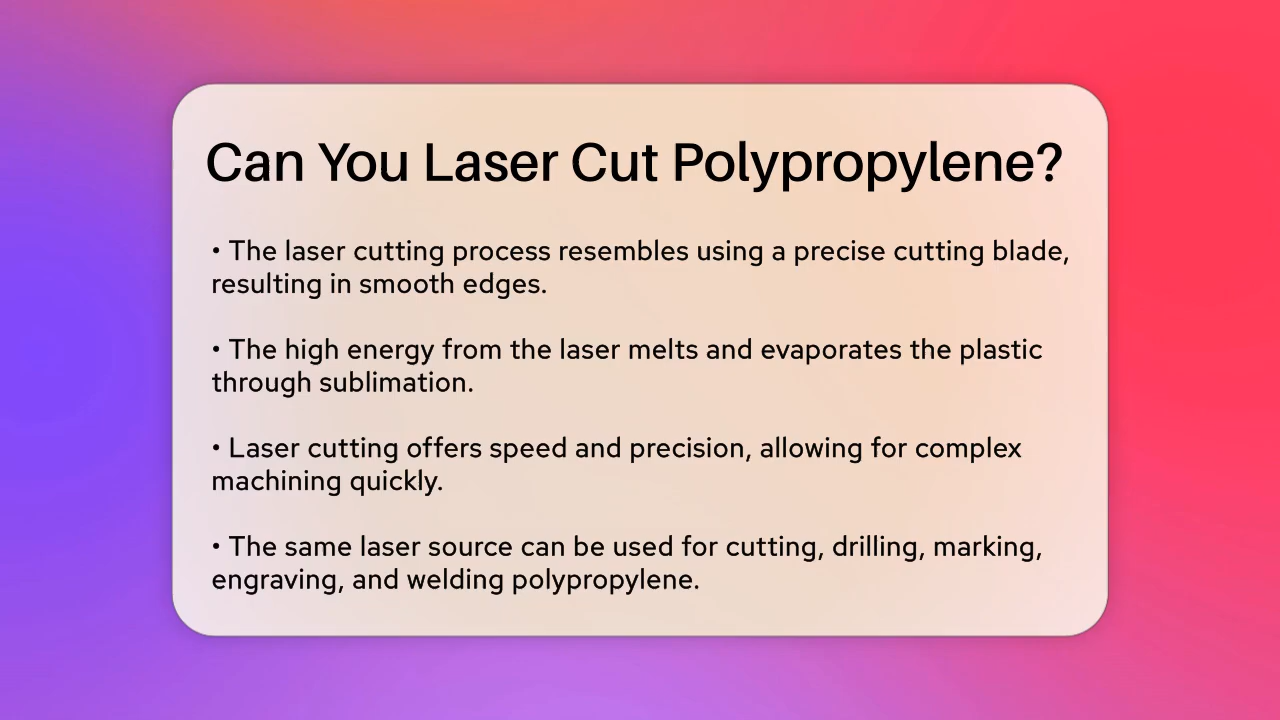 Can You Laser Cut Polypropylene?
• The laser cutting process resembles using a precise cutting blade,
resulting in smooth edges.
• The high energy from the laser melts and evaporates the plastic
through sublimation.
• Laser cutting offers speed and precision, allowing for complex
machining quickly.
• The same laser source can be used for cutting, drilling, marking,
engraving, and welding polypropylene.